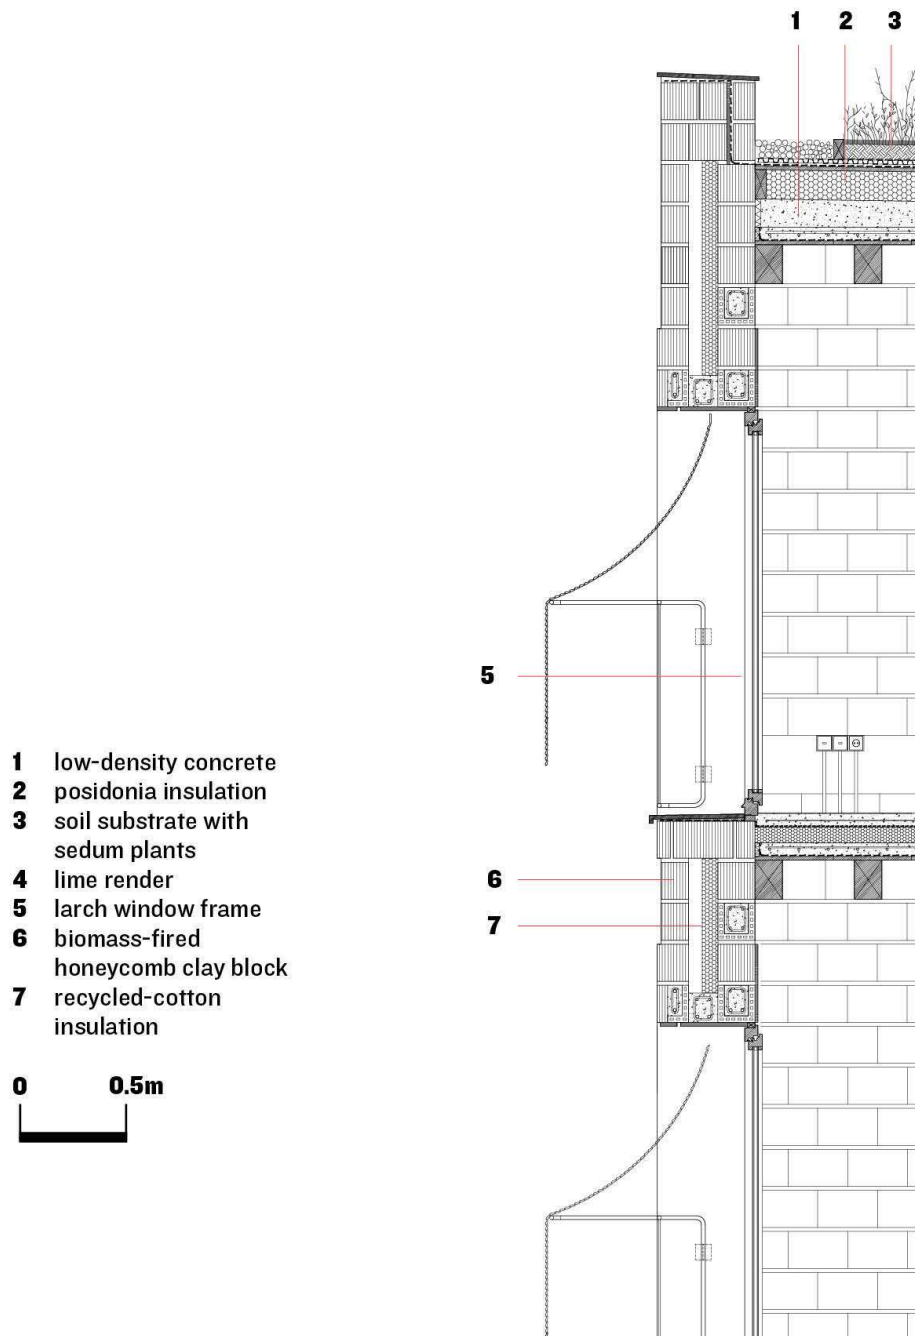 1 2 3
5
6
7
1 low-density concrete
2 posidonia insulation
3 soil substrate with
sedum plants
4 lime render
5 larch window frame
6 biomass-fired
honeycomb clay block
7 recycled-cotton
insulation
0 0.5m